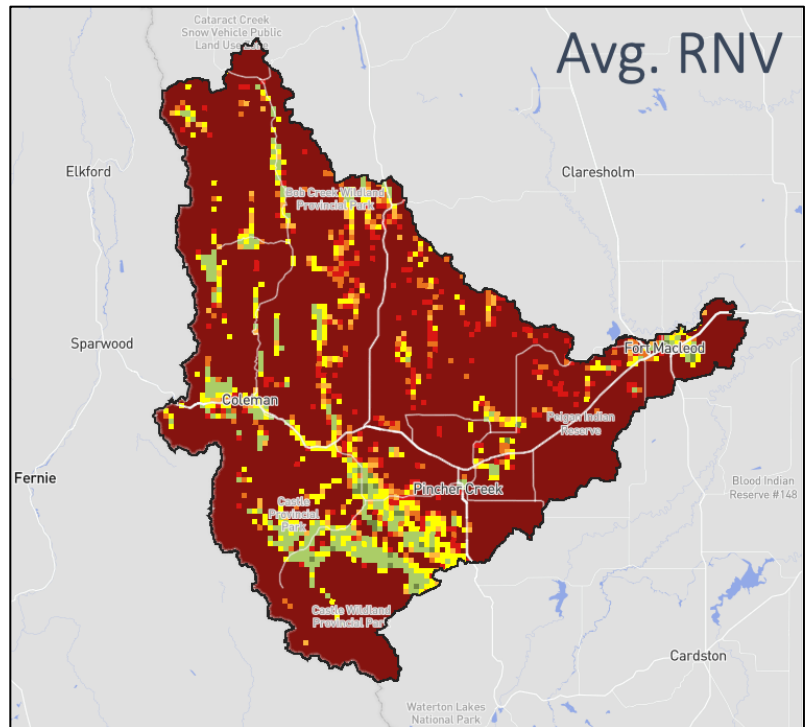 Cataract Creek
Snow Vehicle Public
Land Use
Avg. RNV
Elkford
Claresholm
Bob Creek Wildland
Provincial Park
Sparwood
Fort Macleod
Coleman
Peigan Indian
Reserve
Fernie
Pincher Creek
Blood Indian
Reserve #148
Castle
Provincial
Park
Castle Wildland
Provincial Par
Cardston
Waterton Lakes
National Park